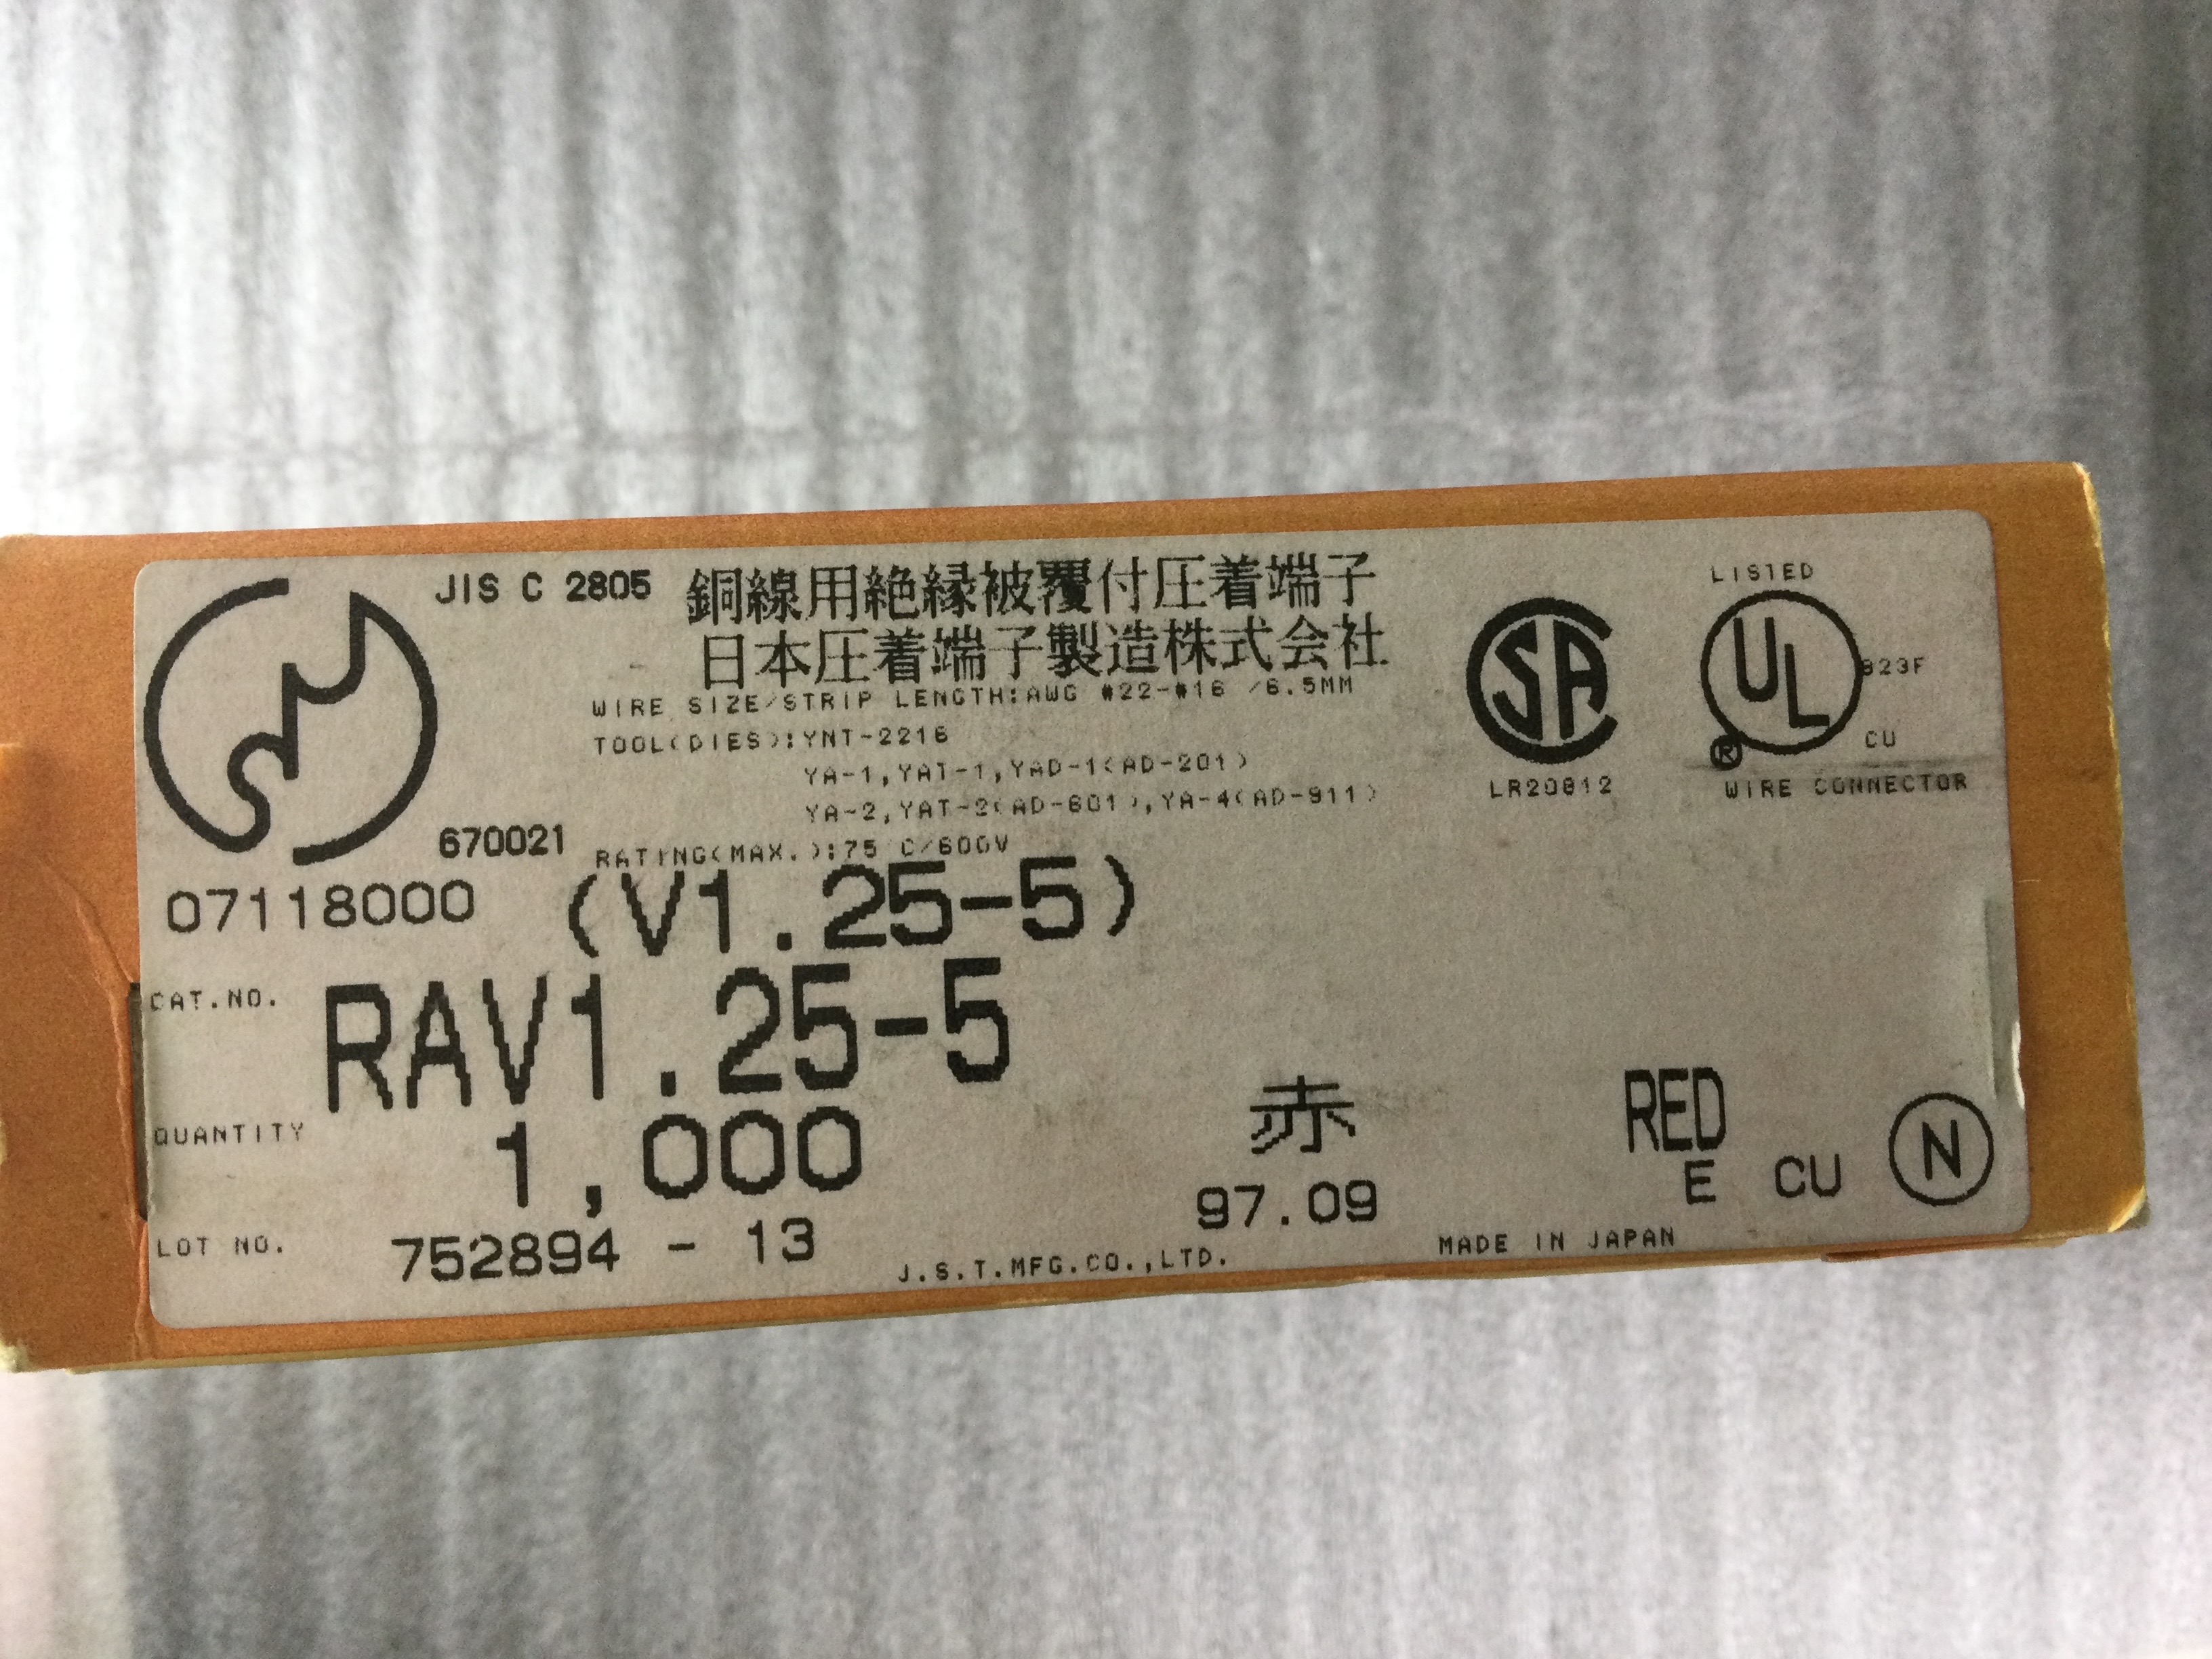 JIS C 2805 銅線用絶縁被覆付圧着端子
日本圧着端子製造株式会社
WIRE SIZE/STRIP LENGTH:AWG #22-#16 /6.5MM
TOOL(DIES):YNT-2216
YA-1,YAT-1,YAD-1(AD-201)
YA-2,YAT-2(AD-601),YA-4(AD-911)
670021 RATING(MAX.):75 C/600V
SA
LR20812
LISTED
UL
®
823F
CU
WIRE CONNECTOR
07118000 (V1.25-5)
CAT.NO. RAV1.25-5
QUANTITY 1,000
赤 RED
97.09 E CU N
LOT NO. 752894 - 13
J.S.T.MFG.CO.,LTD. MADE IN JAPAN